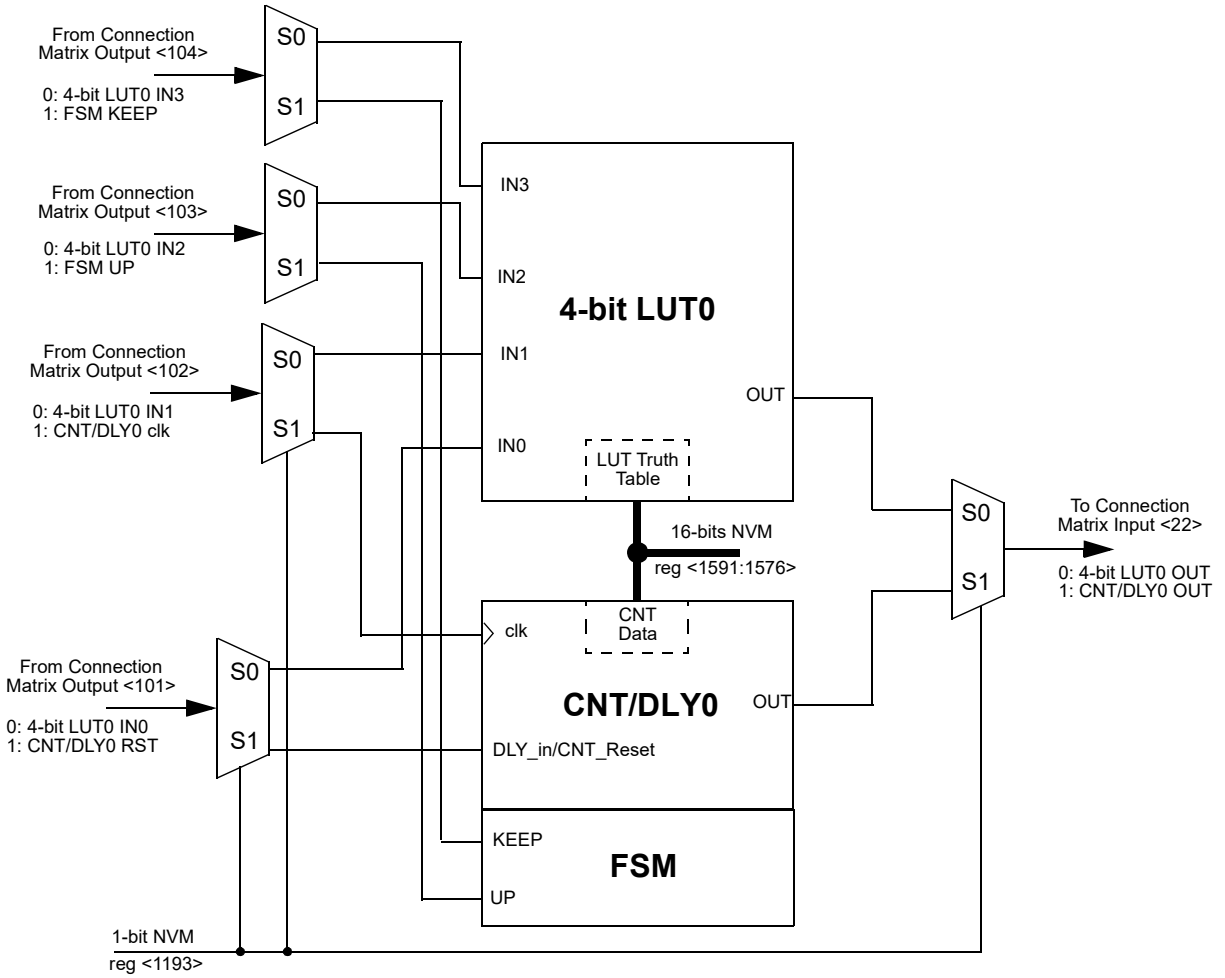 From Connection
Matrix Output <104>
0: 4-bit LUT0 IN3
1: FSM KEEP
S0
S1
From Connection
Matrix Output <103>
0: 4-bit LUT0 IN2
1: FSM UP
S0
S1
From Connection
Matrix Output <102>
0: 4-bit LUT0 IN1
1: CNT/DLY0 clk
S0
S1
From Connection
Matrix Output <101>
0: 4-bit LUT0 IN0
1: CNT/DLY0 RST
S0
S1
IN3
IN2
IN1
IN0
4-bit LUT0
OUT
LUT Truth
Table
16-bits NVM
reg <1591:1576>
CNT
Data
clk
CNT/DLY0
OUT
DLY_in/CNT_Reset
KEEP
FSM
UP
S0
S1
To Connection
Matrix Input <22>
0: 4-bit LUT0 OUT
1: CNT/DLY0 OUT
1-bit NVM
reg <1193>